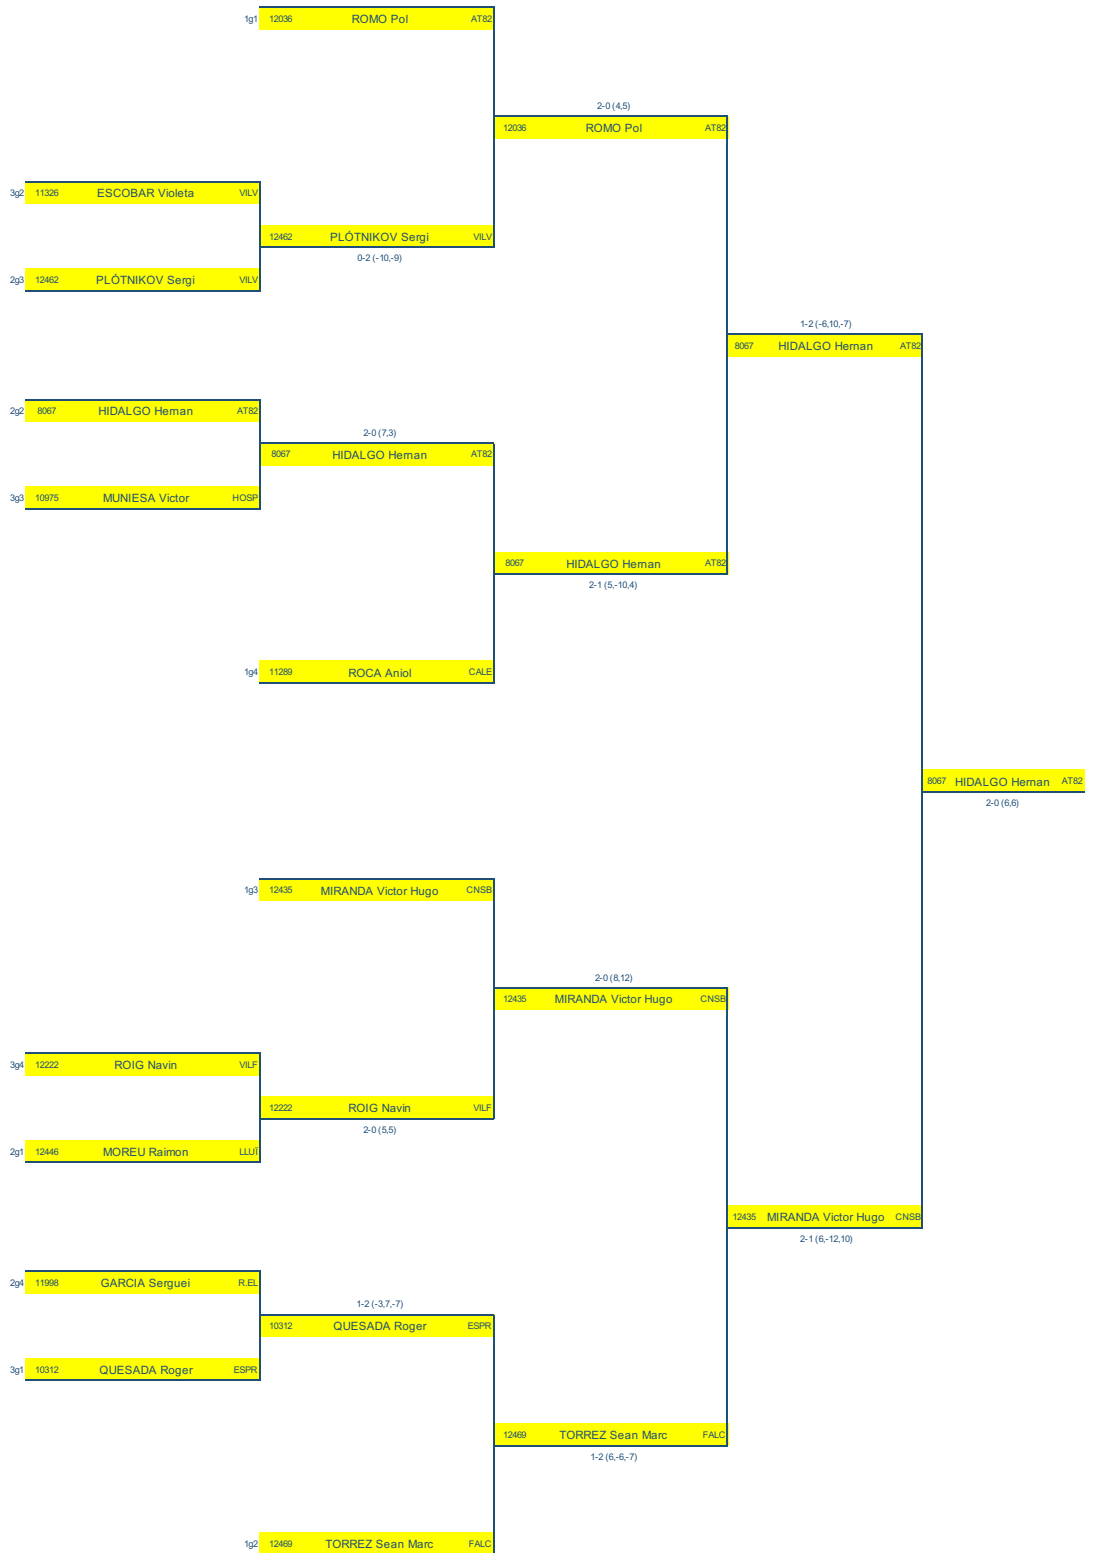 1g1 12036 ROMO Pol AT82
2-0 (4,5)
12036 ROMO Pol AT82
3g2 11326 ESCOBAR Violeta VILV
12462 PLÓTNIKOV Sergi VILV
0-2 (-10,-9)
2g3 12462 PLÓTNIKOV Sergi VILV
1-2 (-6,10,-7)
8067 HIDALGO Hernan AT82
2g2 8067 HIDALGO Hernan AT82
2-0 (7,3)
8067 HIDALGO Hernan AT82
3g3 10975 MUNIESA Victor HOSP
8067 HIDALGO Hernan AT82
2-1 (5,-10,4)
1g4 11289 ROCA Aniol CALE
8067 HIDALGO Hernan AT82
2-0 (6,6)
1g3 12435 MIRANDA Victor Hugo CNSB
2-0 (8,12)
12435 MIRANDA Victor Hugo CNSB
3g4 12222 ROIG Navin VILF
12222 ROIG Navin VILF
2-0 (5,5)
2g1 12446 MOREU Raimon LLUÏ
12435 MIRANDA Victor Hugo CNSB
2-1 (6,-12,10)
2g4 11998 GARCIA Serguei R.EL
1-2 (-3,7,-7)
10312 QUESADA Roger ESPR
3g1 10312 QUESADA Roger ESPR
12469 TORREZ Sean Marc FALC
1-2 (6,-6,-7)
1g2 12469 TORREZ Sean Marc FALC